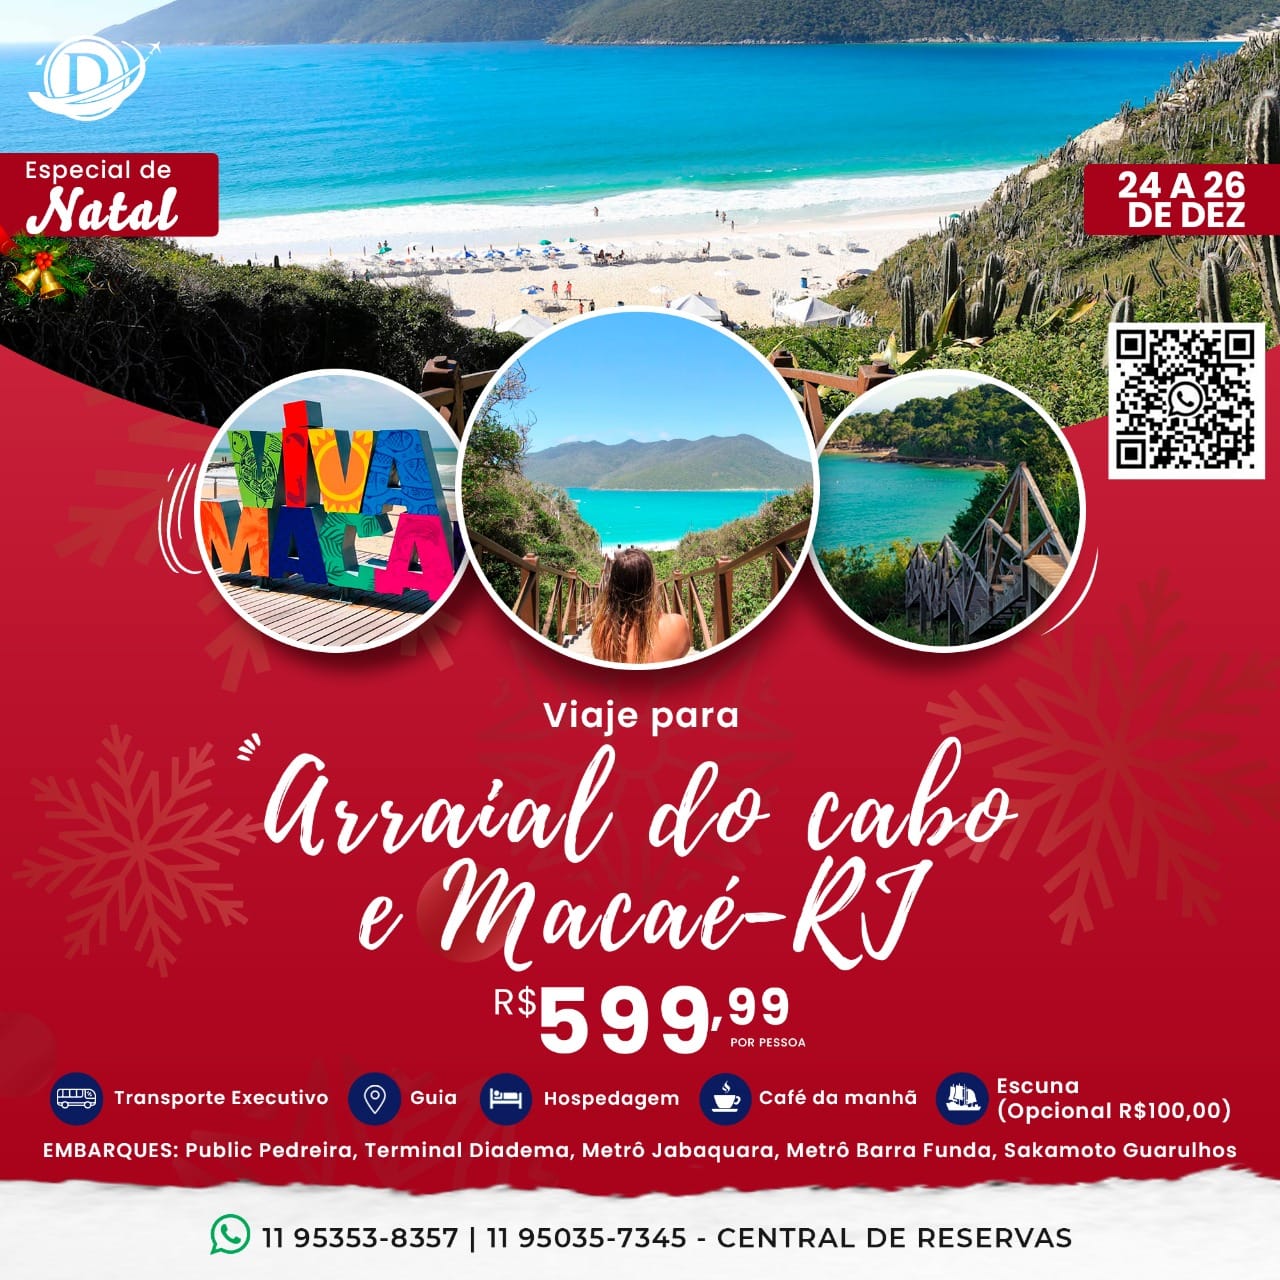 D
Especial de
Natal
24 A 26
DE DEZ
VIVA
MACA
Viaje para
Arraial do cabo
e Macaé-RJ
R$599,99
POR PESSOA
Transporte Executivo
Guia
Hospedagem
Café da manhã
Escuna
(Opcional R$100,00)
EMBARQUES: Public Pedreira, Terminal Diadema, Metrô Jabaquara, Metrô Barra Funda, Sakamoto Guarulhos
11 95353-8357 | 11 95035-7345 - CENTRAL DE RESERVAS